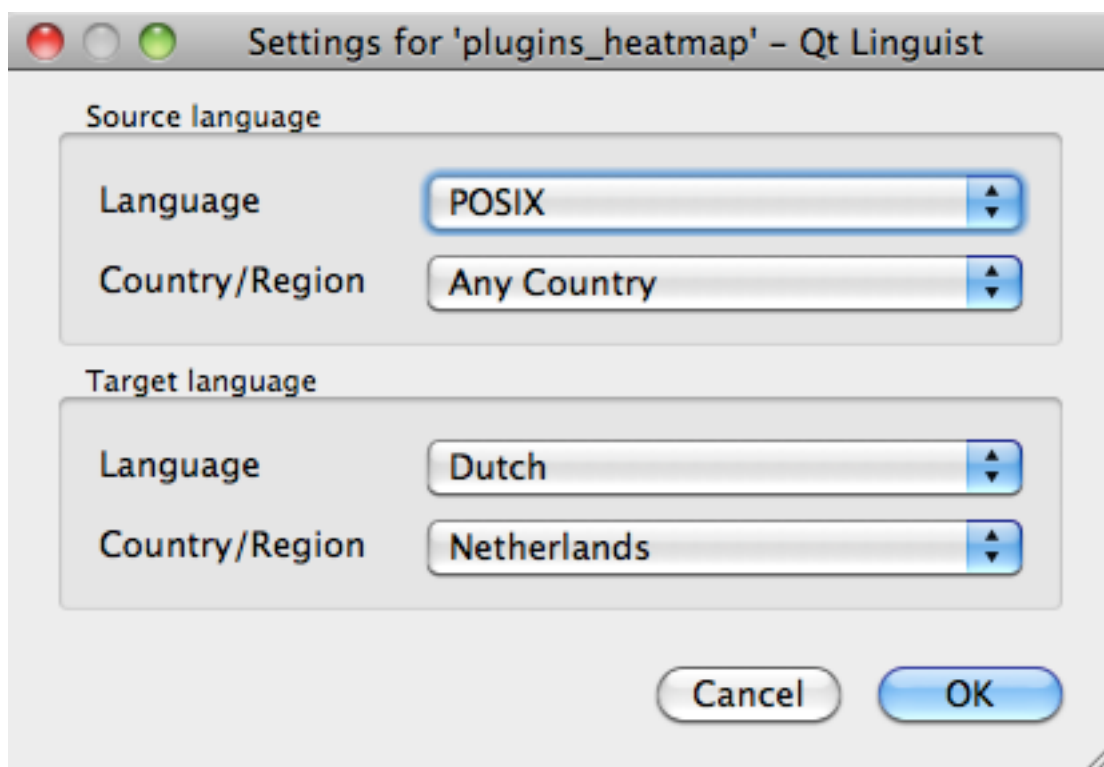 Settings for 'plugins_heatmap' – Qt Linguist
Source language
Language POSIX
Country/Region Any Country
Target language
Language Dutch
Country/Region Netherlands
Cancel OK